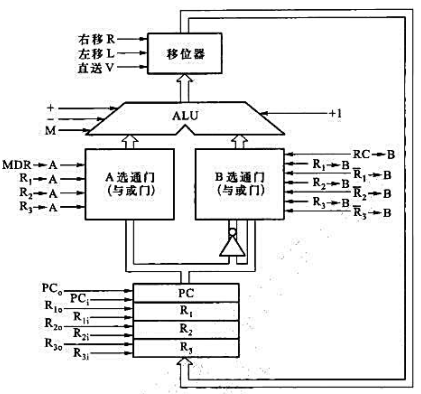 右移 R
左移 L
直送 V
移位器
+
−
M
ALU
+1
MDR→A
R₁→A
R₂→A
R₃→A
A 选通门
(与或门)
B 选通门
(与或门)
RC→B
R₁→B
R̅₁→B
R₂→B
R̅₂→B
R₃→B
R̅₃→B
PCₒ
PCᵢ
R₁ₒ
R₁ᵢ
R₂ₒ
R₂ᵢ
R₃ₒ
R₃ᵢ
PC
R₁
R₂
R₃